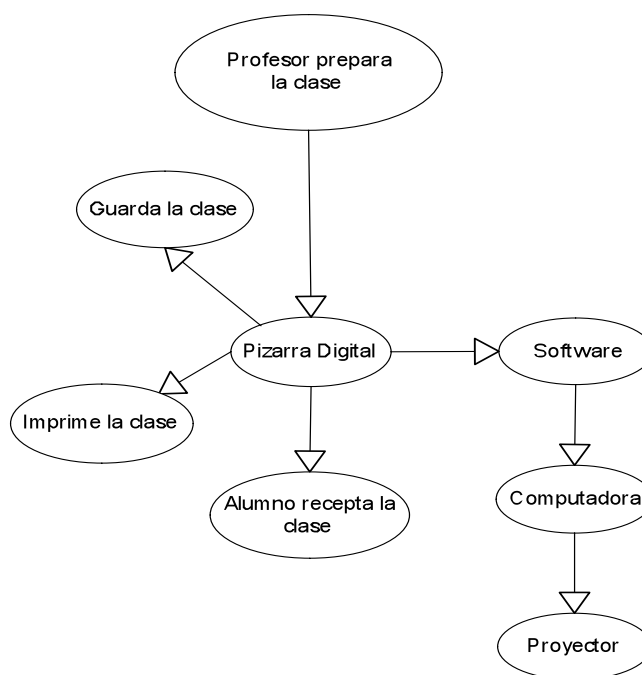 Profesor prepara
la clase
Guarda la clase
Pizarra Digital
Software
Imprime la clase
Alumno recepta la
clase
Computadora
Proyector